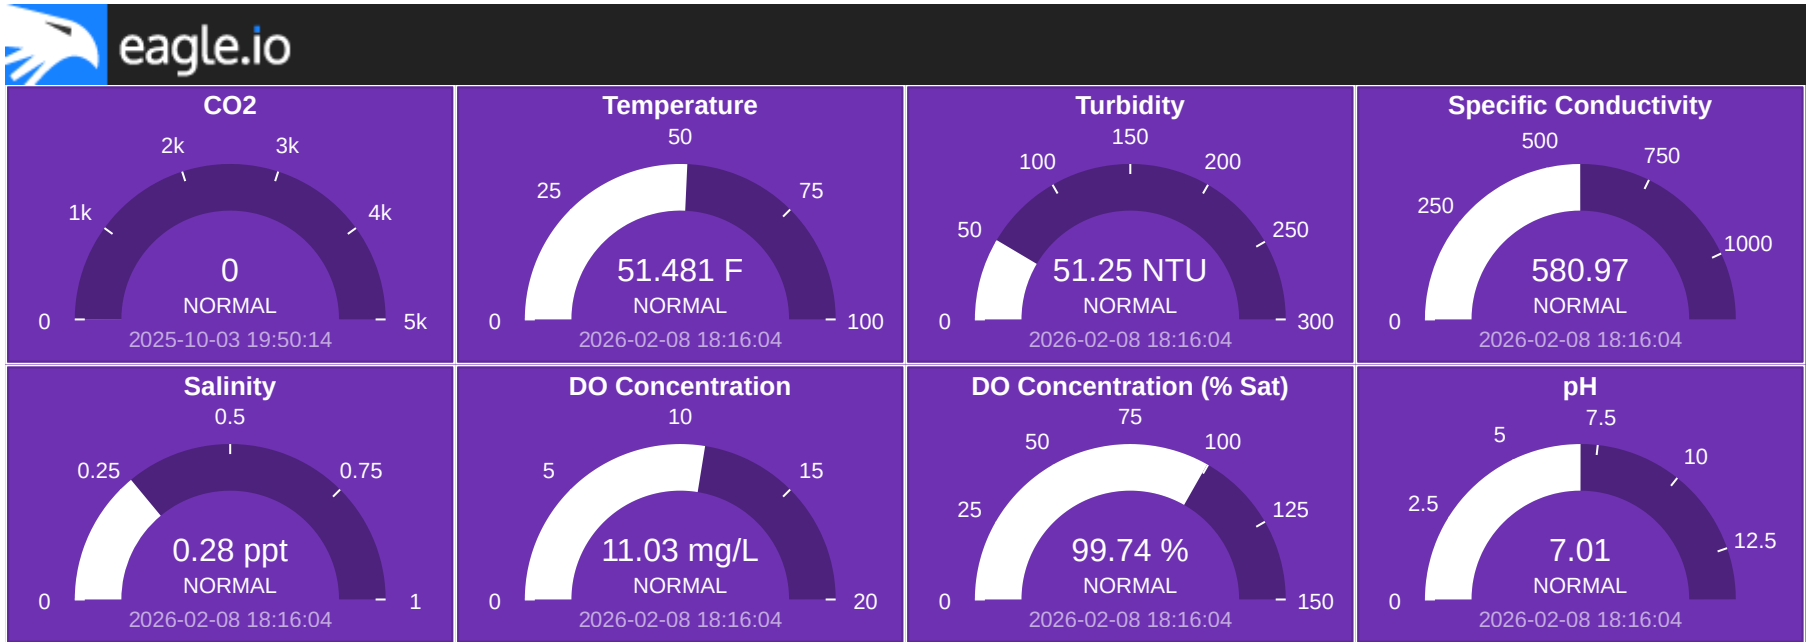 eagle.io
CO2
0
1k
2k
3k
4k
5k
0
NORMAL
2025-10-03 19:50:14
Temperature
0
25
50
75
100
51.481 F
NORMAL
2026-02-08 18:16:04
Turbidity
0
50
100
150
200
250
300
51.25 NTU
NORMAL
2026-02-08 18:16:04
Specific Conductivity
0
250
500
750
1000
580.97
NORMAL
2026-02-08 18:16:04
Salinity
0
0.25
0.5
0.75
1
0.28 ppt
NORMAL
2026-02-08 18:16:04
DO Concentration
0
5
10
15
20
11.03 mg/L
NORMAL
2026-02-08 18:16:04
DO Concentration (% Sat)
0
25
50
75
100
125
150
99.74 %
NORMAL
2026-02-08 18:16:04
pH
0
2.5
5
7.5
10
12.5
7.01
NORMAL
2026-02-08 18:16:04